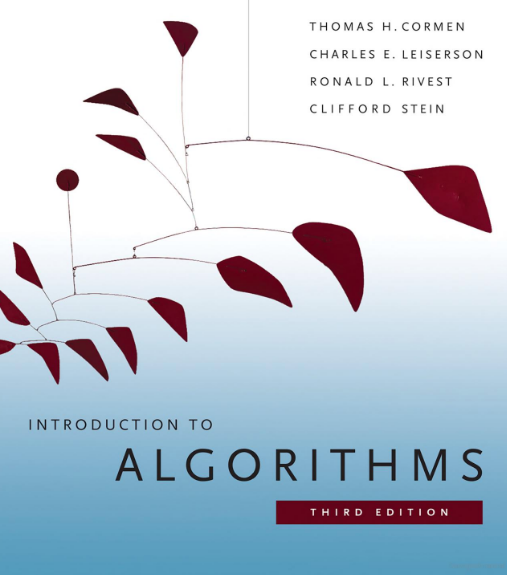 THOMAS H. CORMEN
CHARLES E. LEISERSON
RONALD L. RIVEST
CLIFFORD STEIN
INTRODUCTION TO
ALGORITHMS
THIRD EDITION